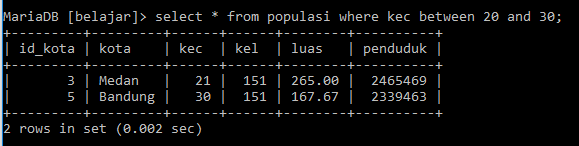 MariaDB [belajar]> select * from populasi where kec between 20 and 30;
+---------+---------+------+------+--------+----------+
| id_kota | kota    | kec  | kel  | luas   | penduduk |
+---------+---------+------+------+--------+----------+
|       3 | Medan   |   21 |  151 | 265.00 |  2465469 |
|       5 | Bandung |   30 |  151 | 167.67 |  2339463 |
+---------+---------+------+------+--------+----------+
2 rows in set (0.002 sec)